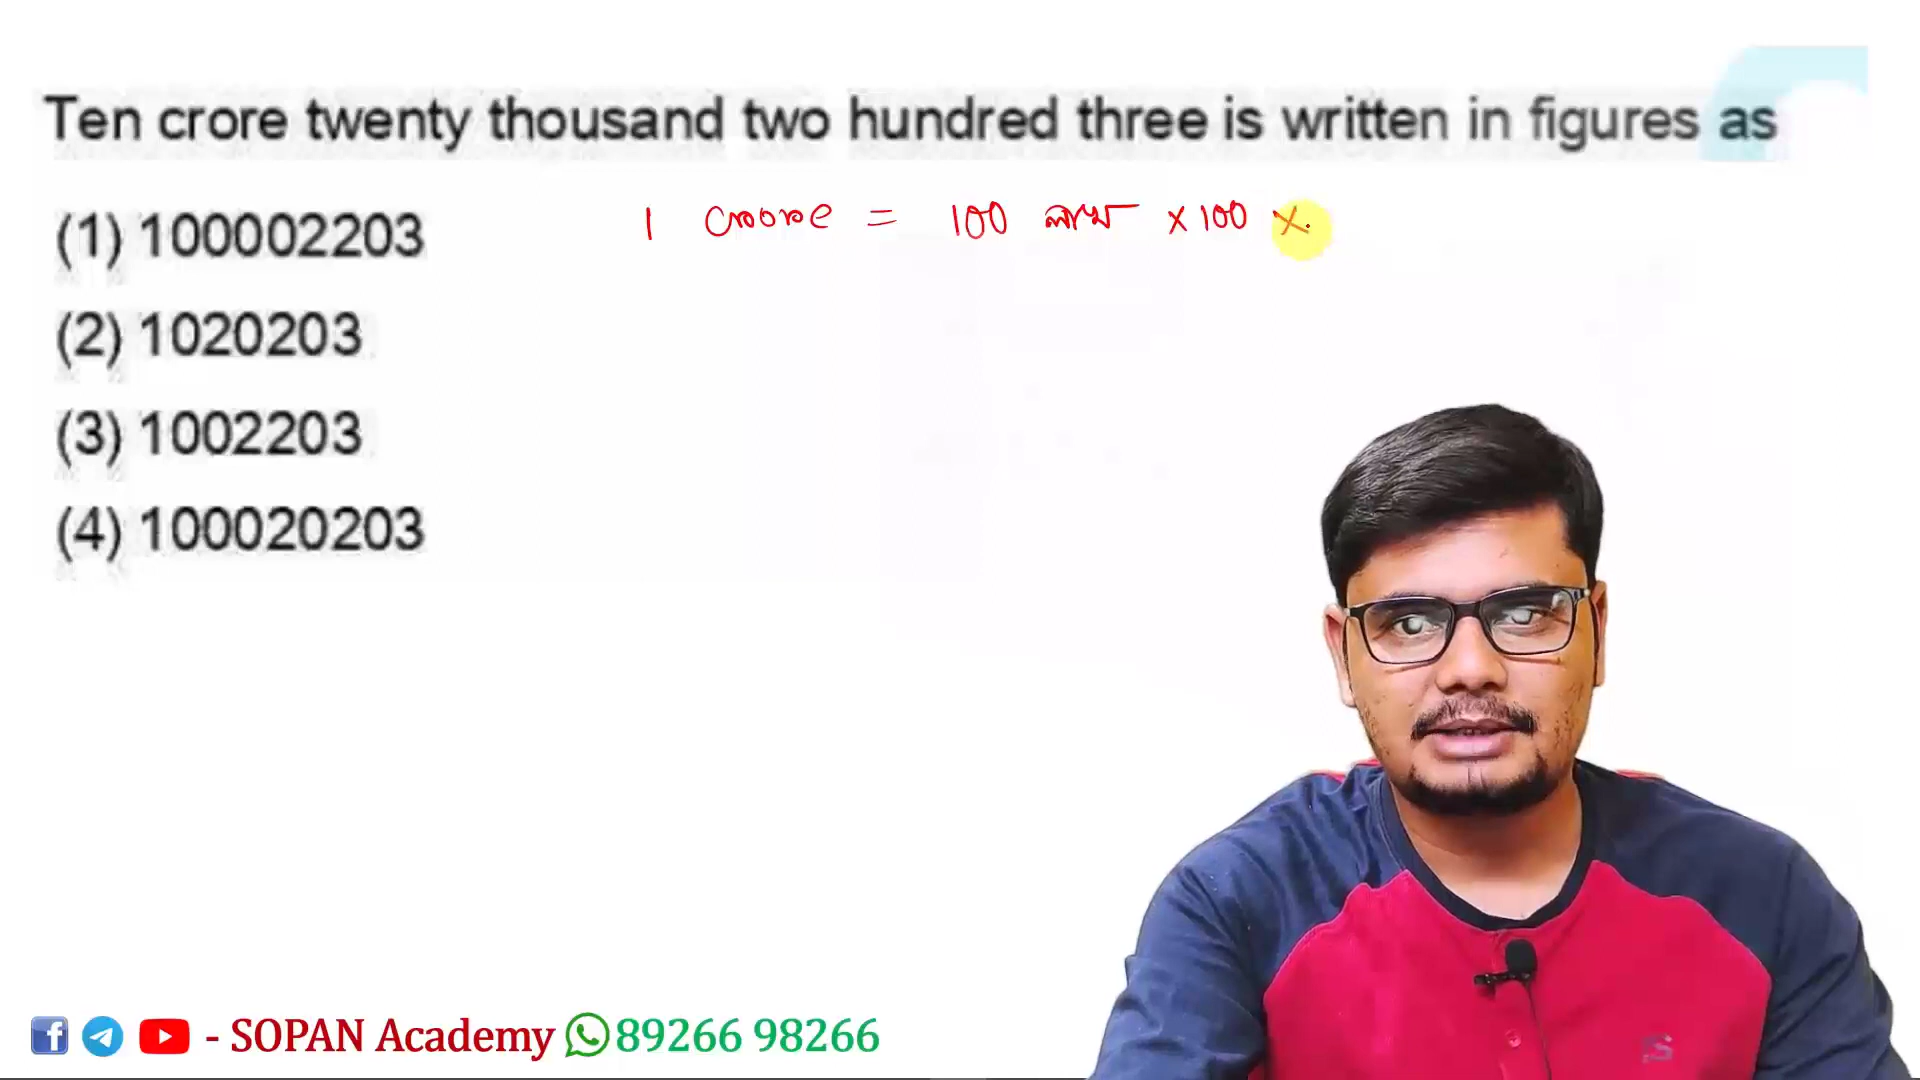 Ten crore twenty thousand two hundred three is written in figures as
(1) 100002203
1 Crore = 100 लाख × 100 ×
(2) 1020203
(3) 1002203
(4) 100020203
- SOPAN Academy 89266 98266